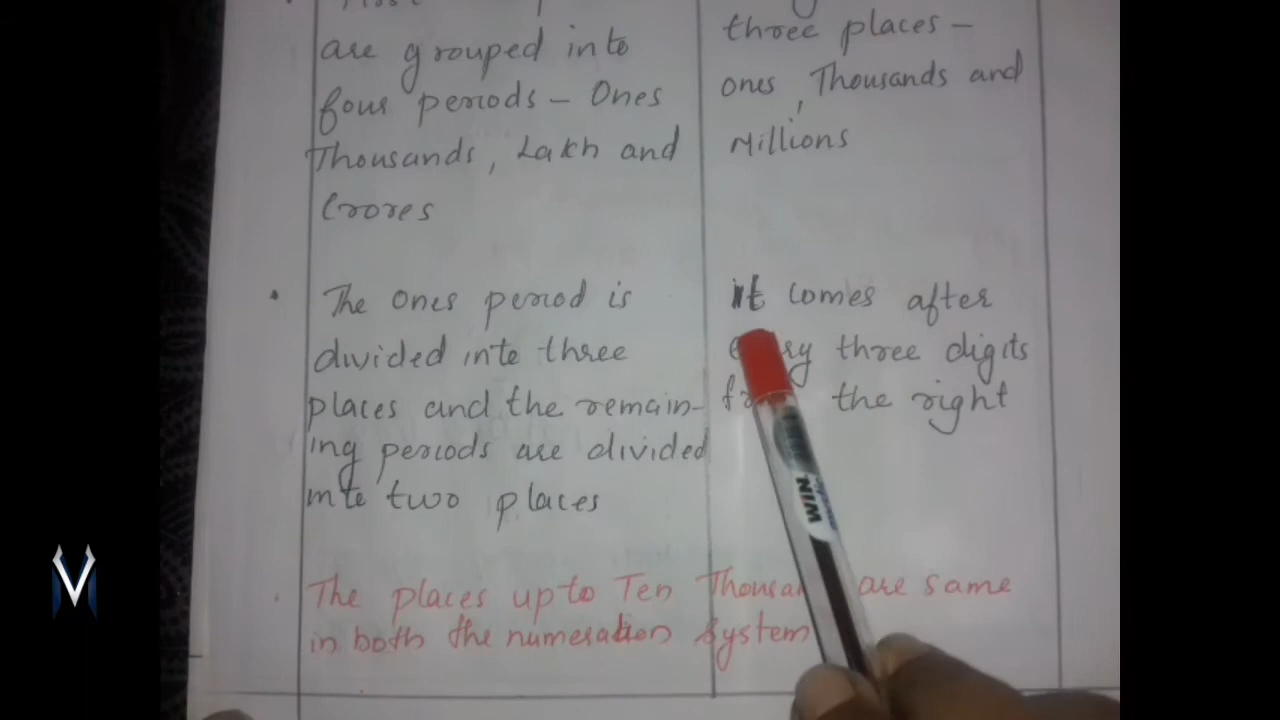 are grouped into
four periods – Ones
Thousands, Lakh and
Crores
three places –
ones, Thousands and
Millions
• The Ones period is
divided into three
places and the remain-
ing periods are divided
into two places
it comes after
three digits
the right
• The places upto Ten are same
in both the numeration system
WIN